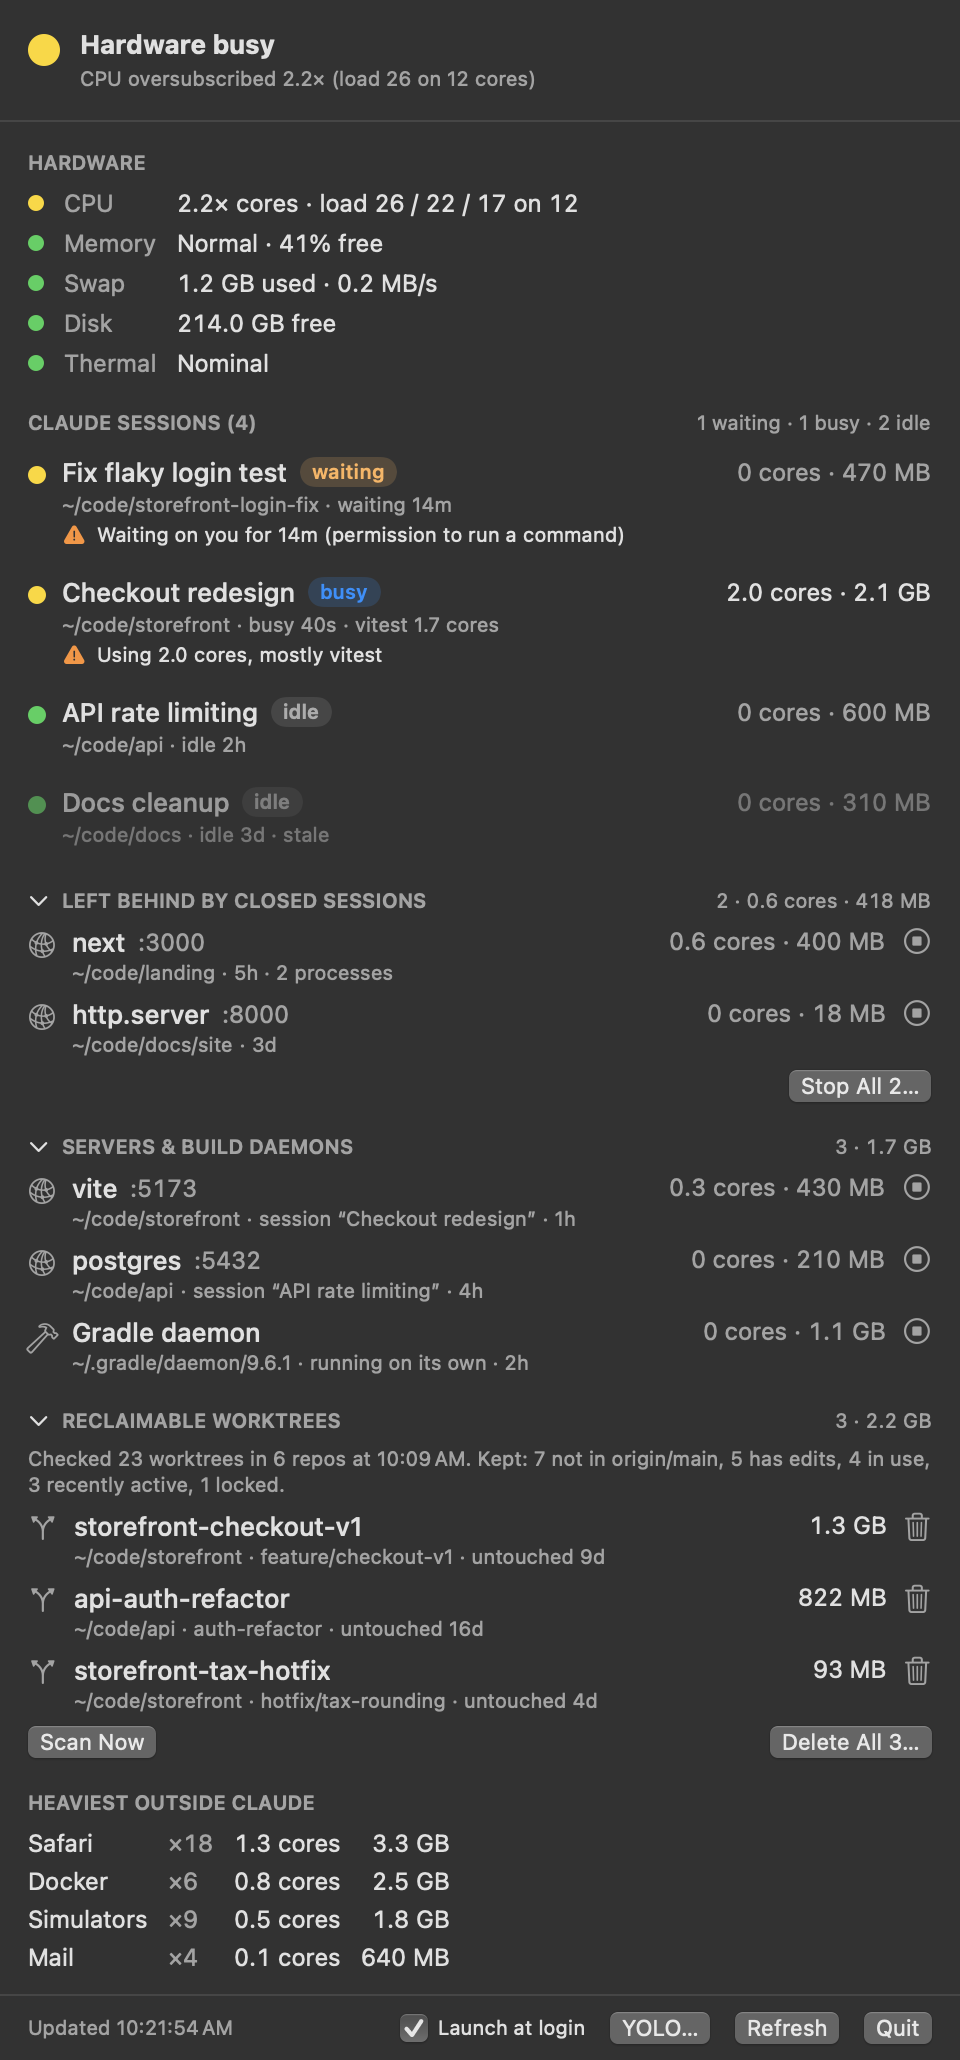 Hardware busy
CPU oversubscribed 2.2× (load 26 on 12 cores)
HARDWARE
CPU 2.2× cores · load 26 / 22 / 17 on 12
Memory Normal · 41% free
Swap 1.2 GB used · 0.2 MB/s
Disk 214.0 GB free
Thermal Nominal
CLAUDE SESSIONS (4) 1 waiting · 1 busy · 2 idle
Fix flaky login test waiting 0 cores · 470 MB
~/code/storefront-login-fix · waiting 14m
Waiting on you for 14m (permission to run a command)
Checkout redesign busy 2.0 cores · 2.1 GB
~/code/storefront · busy 40s · vitest 1.7 cores
Using 2.0 cores, mostly vitest
API rate limiting idle 0 cores · 600 MB
~/code/api · idle 2h
Docs cleanup idle 0 cores · 310 MB
~/code/docs · idle 3d · stale
LEFT BEHIND BY CLOSED SESSIONS 2 · 0.6 cores · 418 MB
next :3000 0.6 cores · 400 MB
~/code/landing · 5h · 2 processes
http.server :8000 0 cores · 18 MB
~/code/docs/site · 3d
Stop All 2...
SERVERS & BUILD DAEMONS 3 · 1.7 GB
vite :5173 0.3 cores · 430 MB
~/code/storefront · session “Checkout redesign” · 1h
postgres :5432 0 cores · 210 MB
~/code/api · session “API rate limiting” · 4h
Gradle daemon 0 cores · 1.1 GB
~/.gradle/daemon/9.6.1 · running on its own · 2h
RECLAIMABLE WORKTREES 3 · 2.2 GB
Checked 23 worktrees in 6 repos at 10:09 AM. Kept: 7 not in origin/main, 5 has edits, 4 in use,
3 recently active, 1 locked.
storefront-checkout-v1 1.3 GB
~/code/storefront · feature/checkout-v1 · untouched 9d
api-auth-refactor 822 MB
~/code/api · auth-refactor · untouched 16d
storefront-tax-hotfix 93 MB
~/code/storefront · hotfix/tax-rounding · untouched 4d
Scan Now Delete All 3...
HEAVIEST OUTSIDE CLAUDE
Safari ×18 1.3 cores 3.3 GB
Docker ×6 0.8 cores 2.5 GB
Simulators ×9 0.5 cores 1.8 GB
Mail ×4 0.1 cores 640 MB
Updated 10:21:54 AM Launch at login YOLO... Refresh Quit